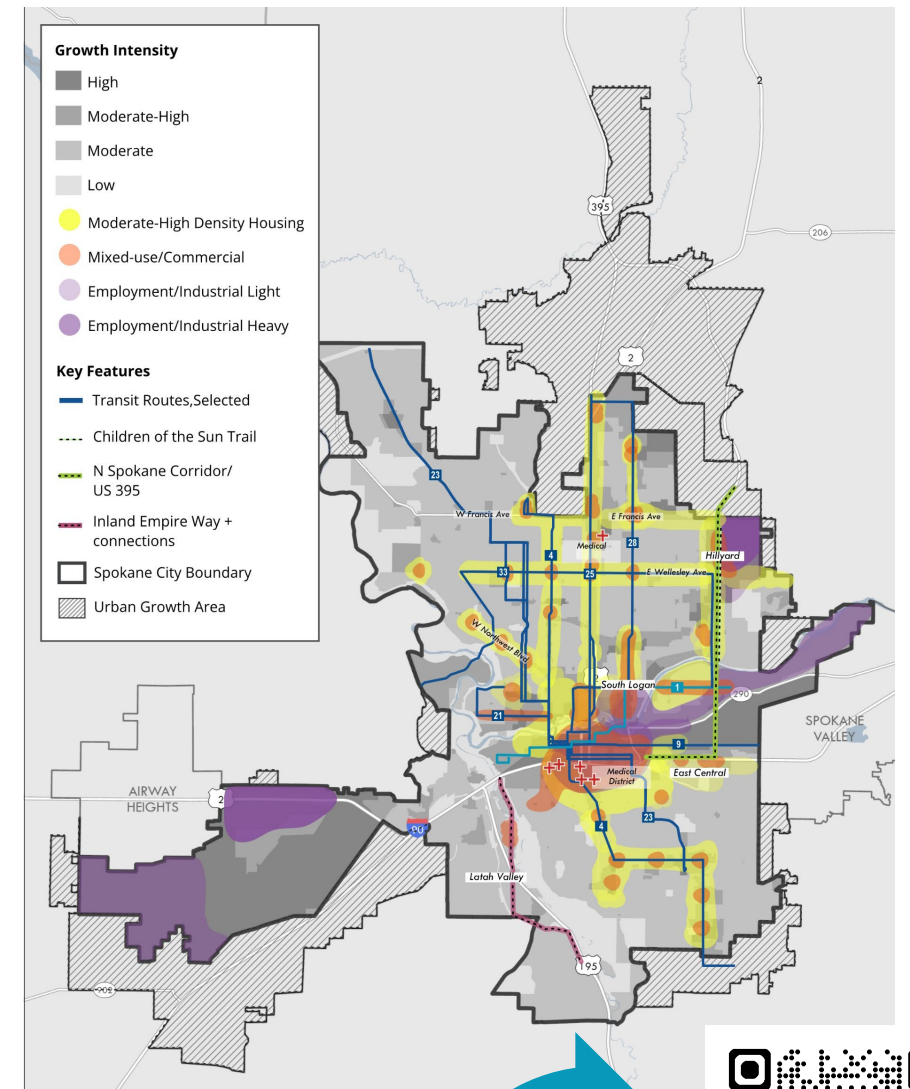 Growth Intensity
High
Moderate-High
Moderate
Low
Moderate-High Density Housing
Mixed-use/Commercial
Employment/Industrial Light
Employment/Industrial Heavy
Key Features
Transit Routes,Selected
Children of the Sun Trail
N Spokane Corridor/
US 395
Inland Empire Way +
connections
Spokane City Boundary
Urban Growth Area
2
395
206
2
23
W Francis Ave
E Francis Ave
4
Medical
28
Hillyard
33
25
E Wellesley Ave
W Northwest Blvd
South Logan
1
290
21
9
SPOKANE
VALLEY
East Central
Medical
District
AIRWAY
HEIGHTS
2
90
4
23
Latah Valley
195
902